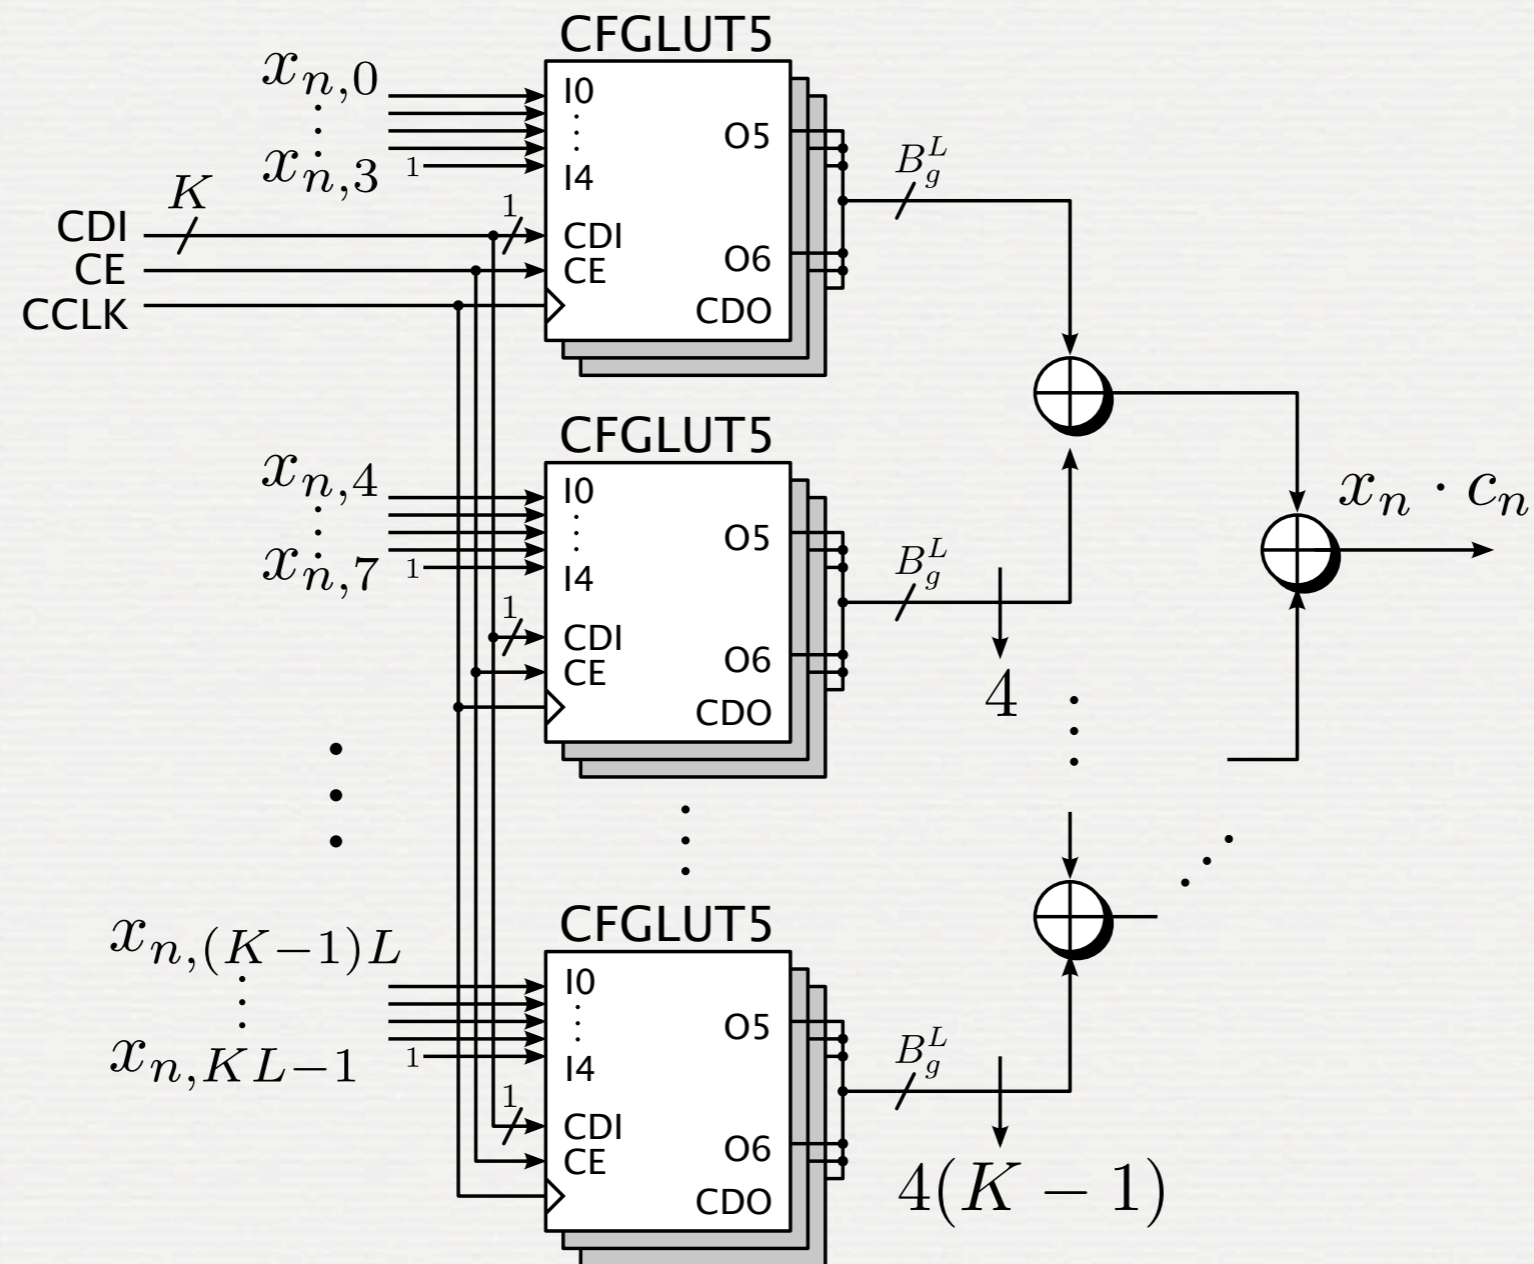 CFGLUT5
x_{n,0}
⋮
x_{n,3}
1
I0
⋮
I4
O5
B_g^L
K
CDI
1
CDI
CE
CE
O6
CCLK
CDO
CFGLUT5
x_{n,4}
⋮
x_{n,7}
1
I0
⋮
I4
O5
x_n · c_n
B_g^L
1
CDI
CE
O6
CDO
4
CFGLUT5
x_{n,(K−1)L}
⋮
x_{n,KL−1}
1
I0
⋮
I4
O5
B_g^L
1
CDI
CE
O6
CDO
4(K − 1)